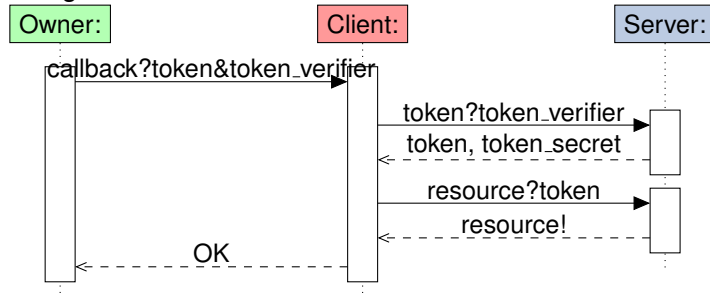 Owner:
Client:
Server:
callback?token&token_verifier
token?token_verifier
token, token_secret
resource?token
resource!
OK